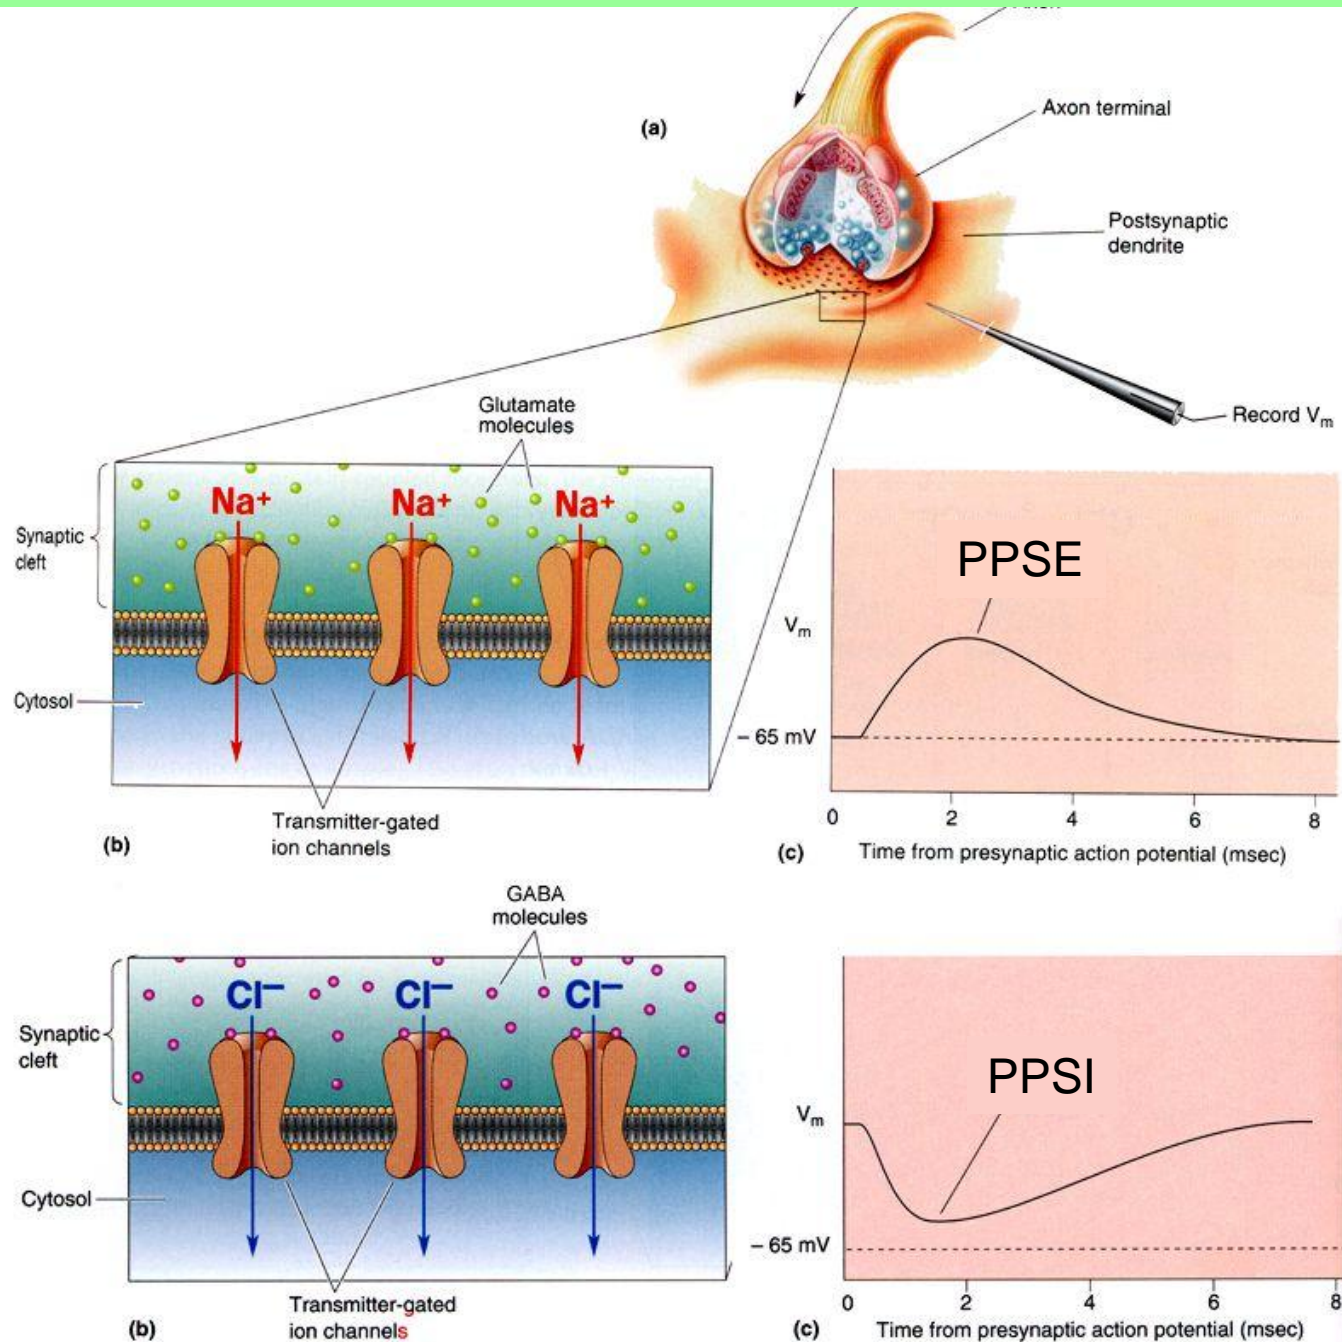 (a)
Axon terminal
Postsynaptic
dendrite
Record Vm
Glutamate
molecules
Na+ Na+ Na+
Synaptic
cleft
Cytosol
Transmitter-gated
ion channels
(b)
PPSE
Vm
– 65 mV
0 2 4 6 8
(c) Time from presynaptic action potential (msec)
GABA
molecules
Cl– Cl– Cl–
Synaptic
cleft
Cytosol
Transmitter-gated
ion channels
(b)
PPSI
Vm
– 65 mV
0 2 4 6 8
(c) Time from presynaptic action potential (msec)